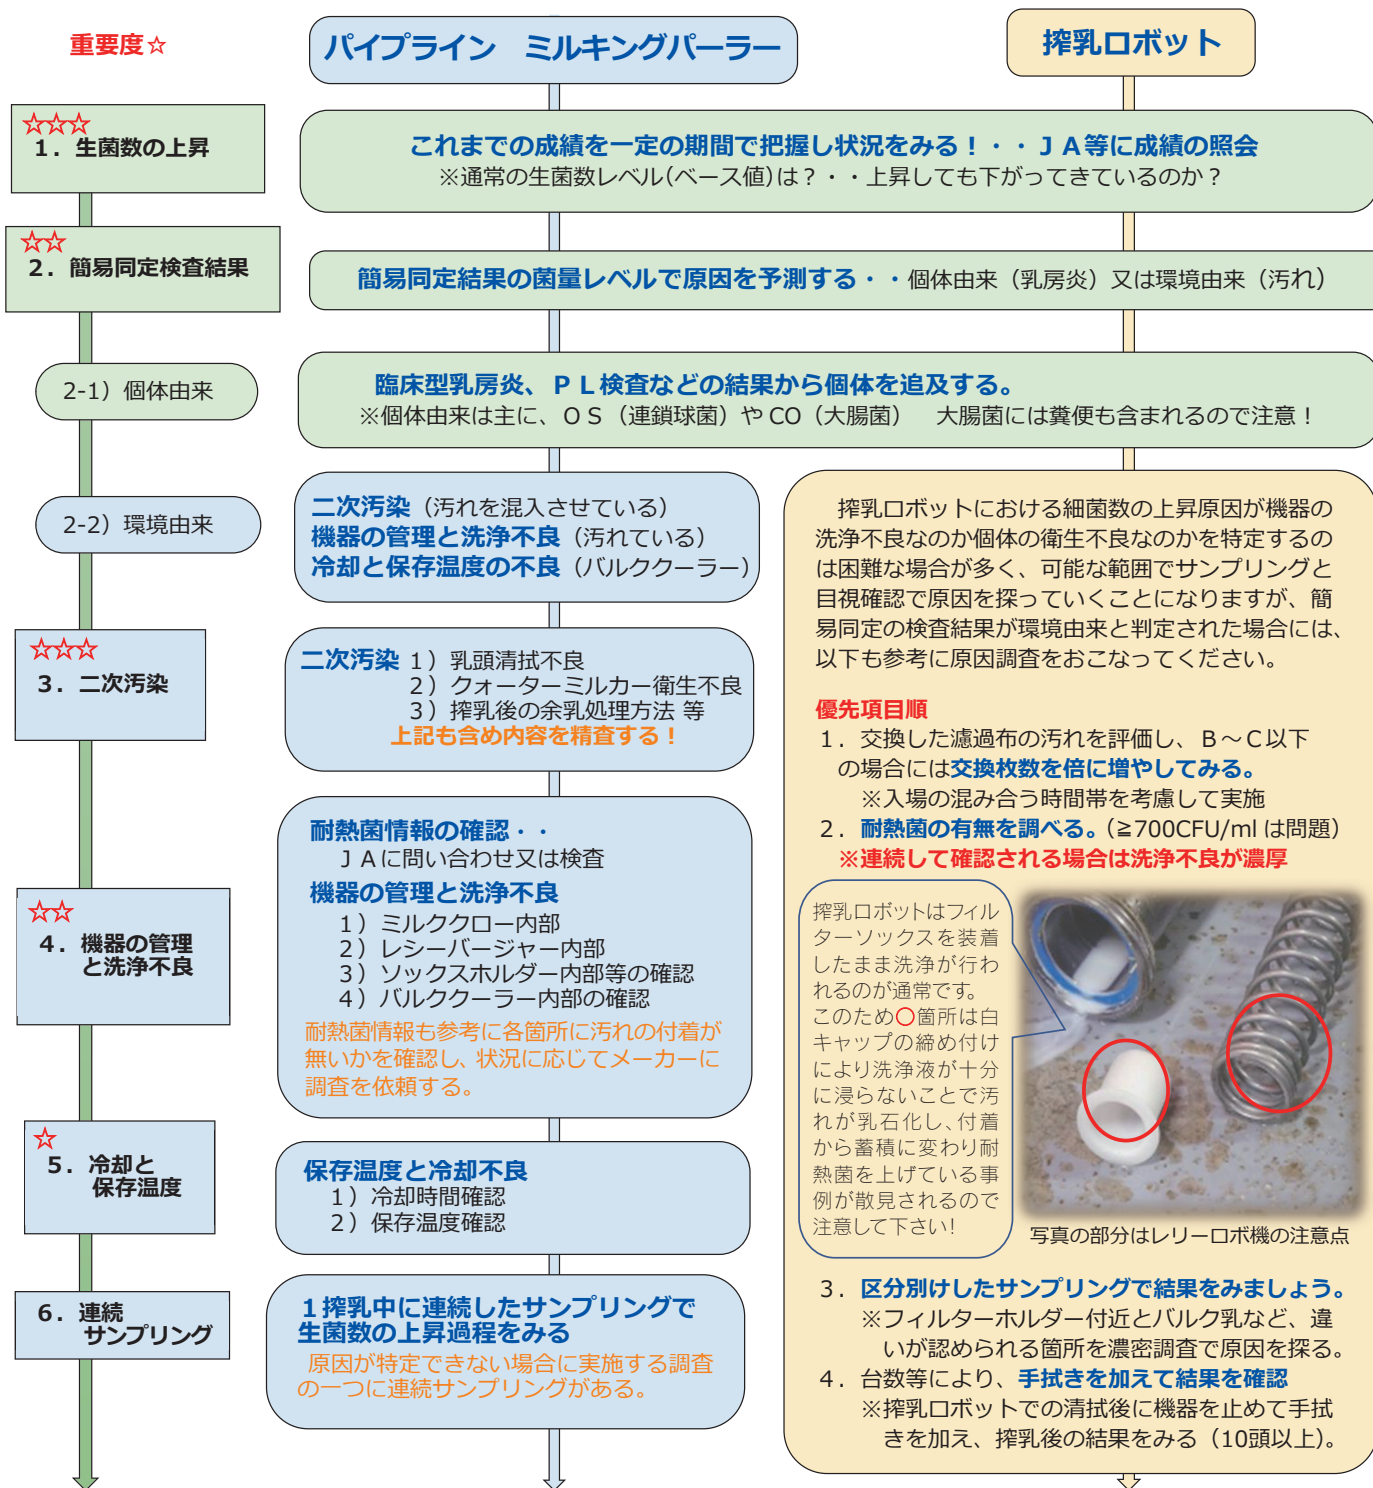 重要度☆
パイプライン　ミルキングパーラー
搾乳ロボット
☆☆☆
1．生菌数の上昇
これまでの成績を一定の期間で把握し状況をみる！・・ＪＡ等に成績の照会
※通常の生菌数レベル(ベース値)は？・・上昇しても下がってきているのか？
☆☆
2．簡易同定検査結果
簡易同定結果の菌量レベルで原因を予測する・・個体由来（乳房炎）又は環境由来（汚れ）
2-1）個体由来
臨床型乳房炎、ＰＬ検査などの結果から個体を追及する。
※個体由来は主に、ＯＳ（連鎖球菌）や CO（大腸菌）　大腸菌には糞便も含まれるので注意！
2-2）環境由来
二次汚染（汚れを混入させている）
機器の管理と洗浄不良（汚れている）
冷却と保存温度の不良（バルククーラー）
☆☆☆
3．二次汚染
二次汚染 1）乳頭清拭不良
2）クォーターミルカー衛生不良
3）搾乳後の余乳処理方法 等
上記も含め内容を精査する！
☆☆
4．機器の管理
と洗浄不良
耐熱菌情報の確認・・
ＪＡに問い合わせ又は検査
機器の管理と洗浄不良
1）ミルククロー内部
2）レシーバージャー内部
3）ソックスホルダー内部等の確認
4）バルククーラー内部の確認
耐熱菌情報も参考に各箇所に汚れの付着が
無いかを確認し、状況に応じてメーカーに
調査を依頼する。
☆
5．冷却と
保存温度
保存温度と冷却不良
1）冷却時間確認
2）保存温度確認
6．連続
サンプリング
１搾乳中に連続したサンプリングで
生菌数の上昇過程をみる
原因が特定できない場合に実施する調査
の一つに連続サンプリングがある。
搾乳ロボットにおける細菌数の上昇原因が機器の
洗浄不良なのか個体の衛生不良なのかを特定するの
は困難な場合が多く、可能な範囲でサンプリングと
目視確認で原因を探っていくことになりますが、簡
易同定の検査結果が環境由来と判定された場合には、
以下も参考に原因調査をおこなってください。
優先項目順
1．交換した濾過布の汚れを評価し、Ｂ～Ｃ以下
の場合には交換枚数を倍に増やしてみる。
※入場の混み合う時間帯を考慮して実施
2．耐熱菌の有無を調べる。(≧700CFU/ml は問題)
※連続して確認される場合は洗浄不良が濃厚
搾乳ロボットはフィル
ターソックスを装着
したまま洗浄が行わ
れるのが通常です。
このため〇箇所は白
キャップの締め付け
により洗浄液が十分
に浸らないことで汚
れが乳石化し、付着
から蓄積に変わり耐
熱菌を上げている事
例が散見されるので
注意して下さい!
写真の部分はレリーロボ機の注意点
3．区分別けしたサンプリングで結果をみましょう。
※フィルターホルダー付近とバルク乳など、違
いが認められる箇所を濃密調査で原因を探る。
4．台数等により、手拭きを加えて結果を確認
※搾乳ロボットでの清拭後に機器を止めて手拭
きを加え、搾乳後の結果をみる（10頭以上）。